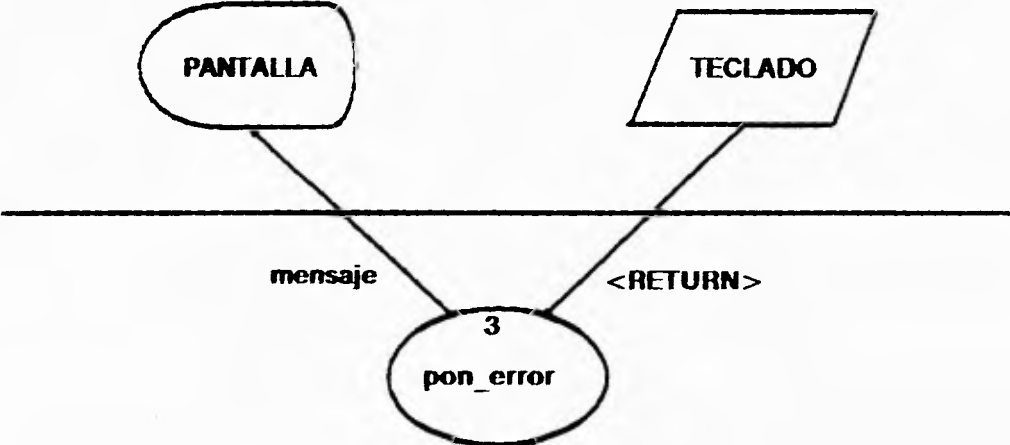 PANTALLA
TECLADO
mensaje
<RETURN>
3
pon_error